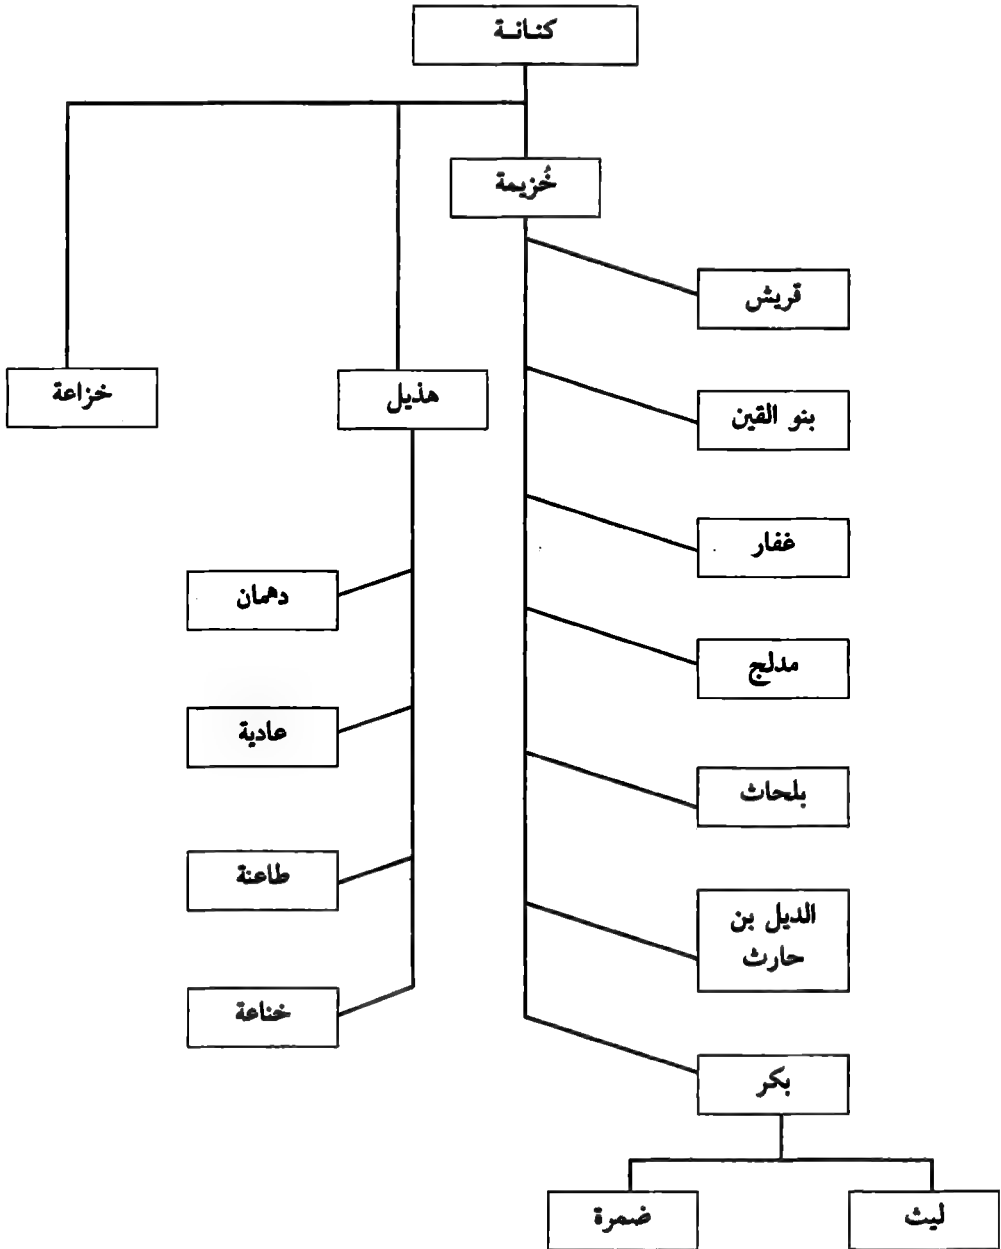 كنانة
خُزيمة
قريش
خزاعة
هذيل
بنو القين
غفار
دهمان
مدلج
عادية
بلحاث
طاعنة
الديل بن
حارث
خناعة
بكر
ليث
ضمرة